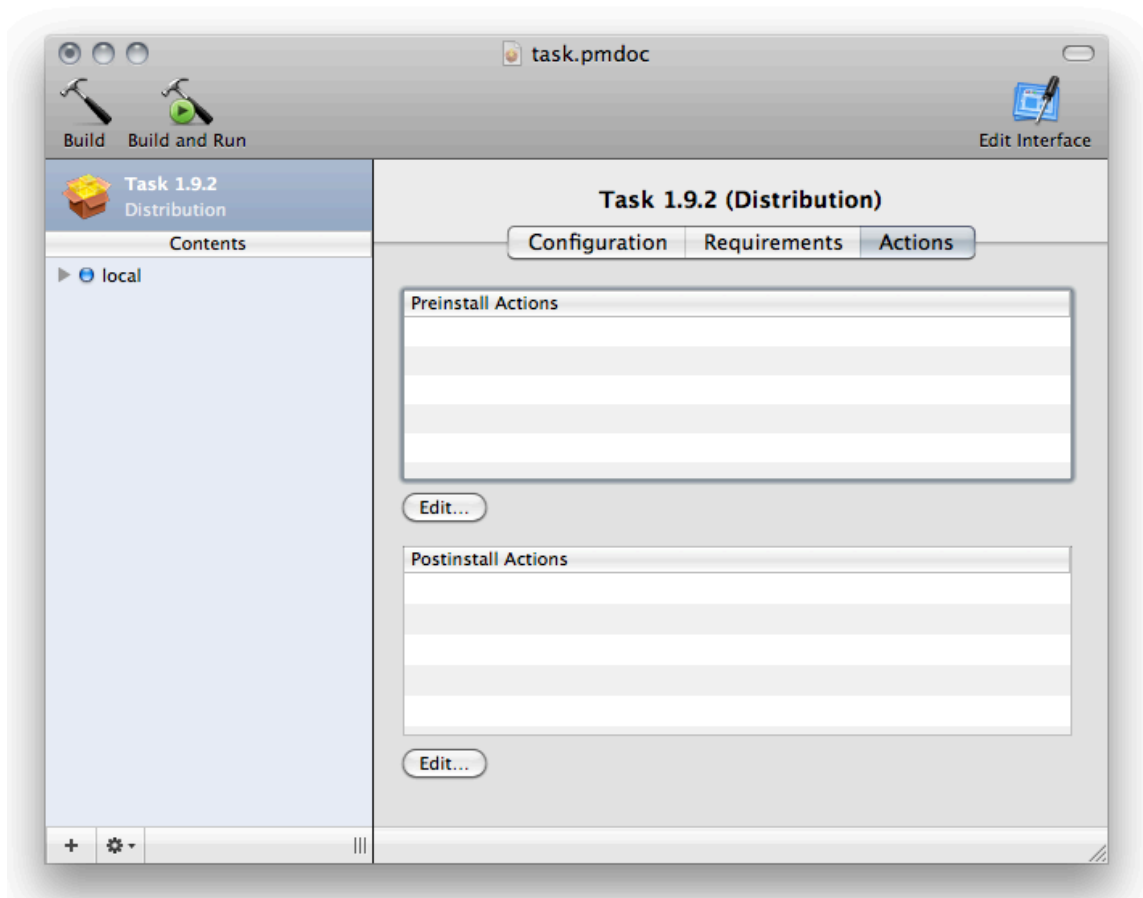 task.pmdoc
Build Build and Run Edit Interface
Task 1.9.2
Distribution
Contents
local
Task 1.9.2 (Distribution)
Configuration Requirements Actions
Preinstall Actions
Edit...
Postinstall Actions
Edit...